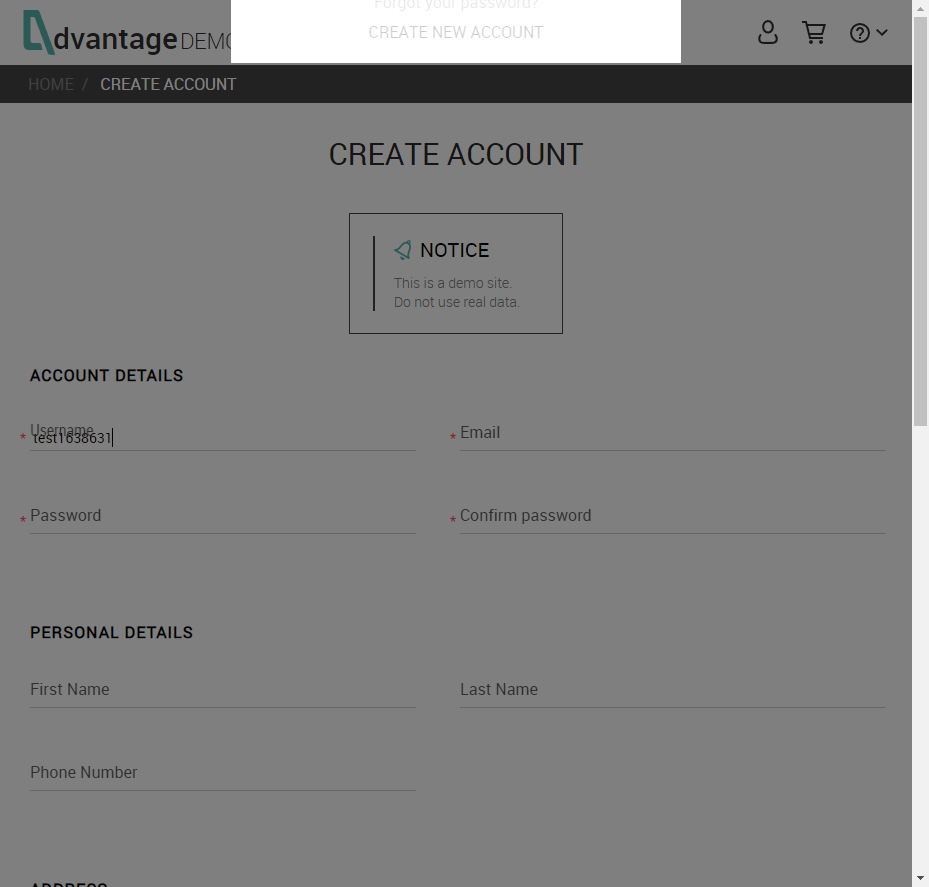 Forgot your password?
CREATE NEW ACCOUNT
dvantage DEMO
HOME / CREATE ACCOUNT
CREATE ACCOUNT
NOTICE
This is a demo site.
Do not use real data.
ACCOUNT DETAILS
Username
* test1638631
* Email
* Password
* Confirm password
PERSONAL DETAILS
First Name
Last Name
Phone Number
ADDRESS